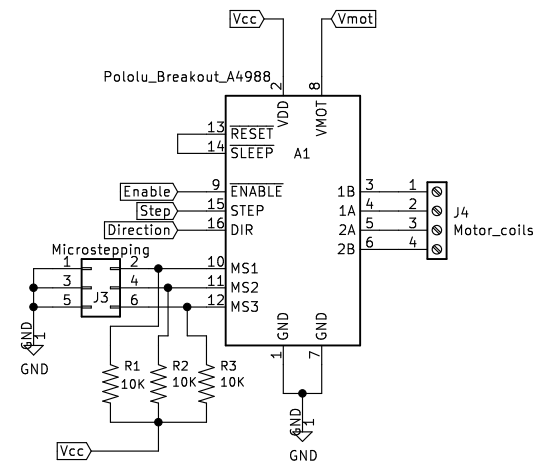 Vcc Vmot
Pololu_Breakout_A4988
2 8
VDD VMOT
13 RESET
14 SLEEP
A1
Enable 9 ENABLE 1B 3 1
Step 15 STEP 1A 4 2 J4
Direction 16 DIR 2A 5 3 Motor_coils
2B 6 4
Microstepping
1 2 10 MS1
3 4 11 MS2
J3
5 6 12 MS3
GND 1 GND GND
GND
1 7
R1 R2 R3
10K 10K 10K
GND 1
Vcc
GND